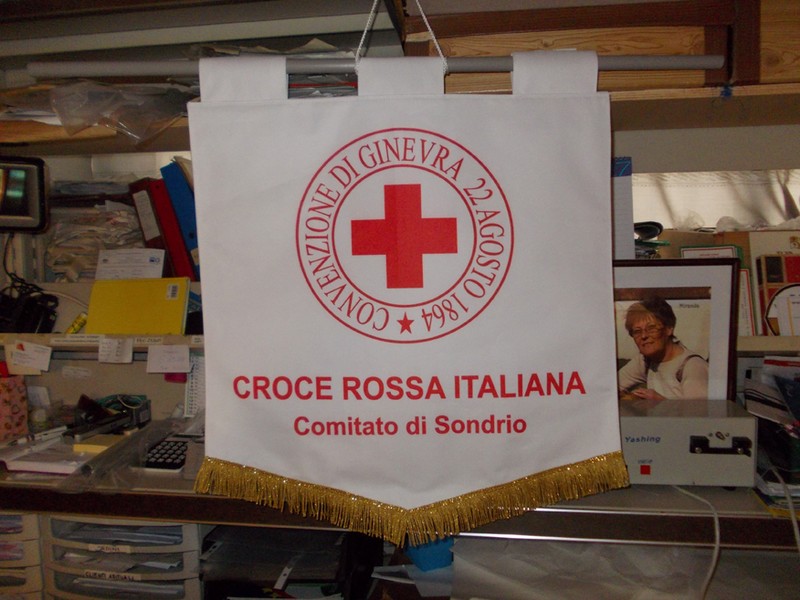 CONVENZIONE DI GINEVRA 22 AGOSTO 1864
CROCE ROSSA ITALIANA
Comitato di Sondrio
Yashing